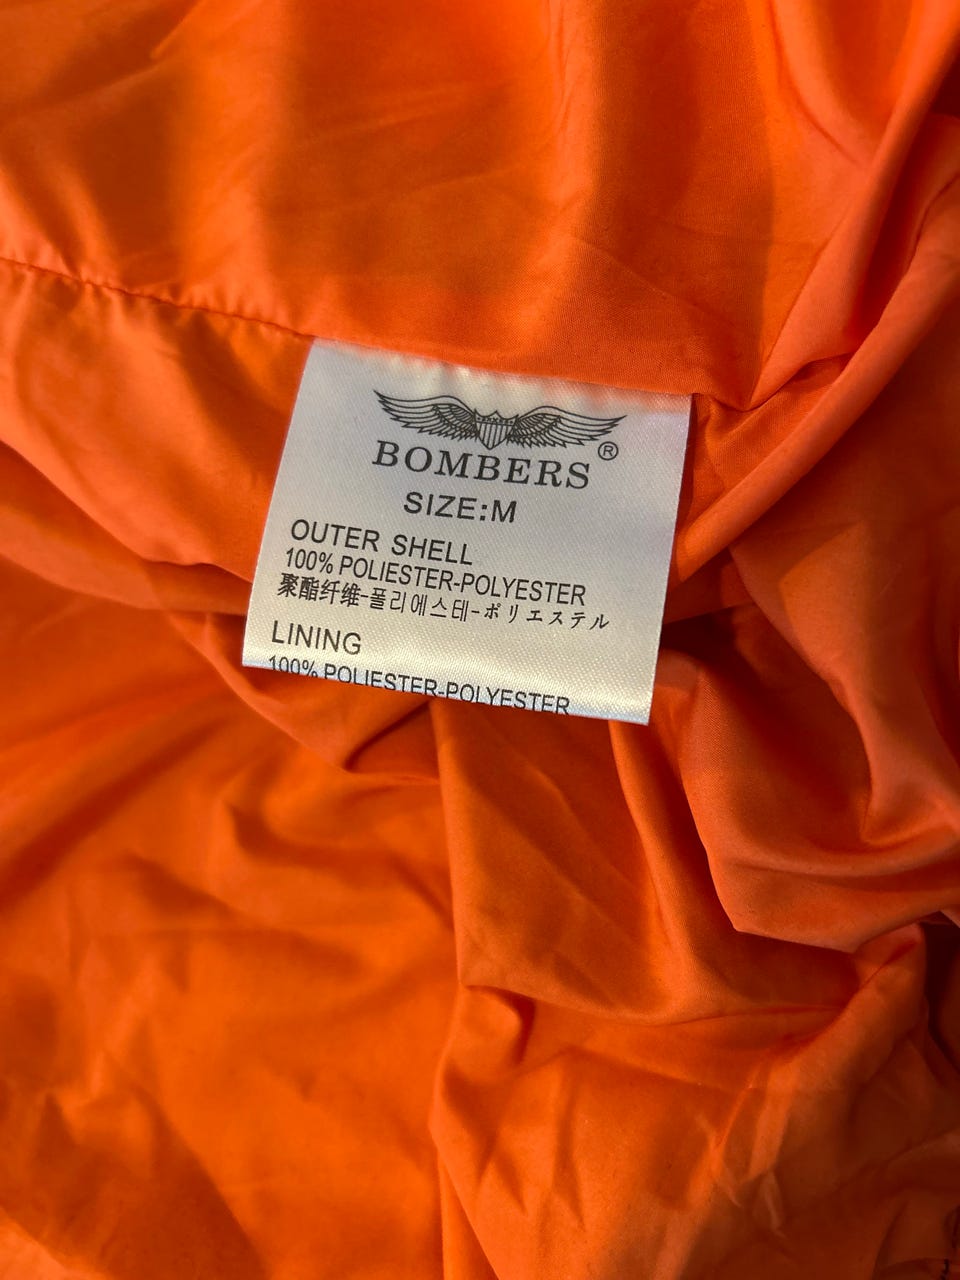 BOMBERS®
SIZE:M
OUTER SHELL
100% POLIESTER-POLYESTER
聚酯纤维-폴리에스테-ポリエステル
LINING
100% POLIESTER-POLYESTER